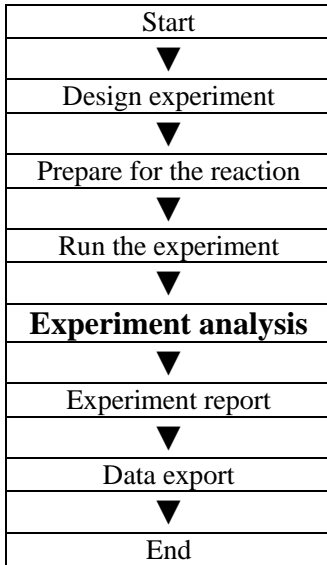 Start
▼
Design experiment
▼
Prepare for the reaction
▼
Run the experiment
▼
Experiment analysis
▼
Experiment report
▼
Data export
▼
End